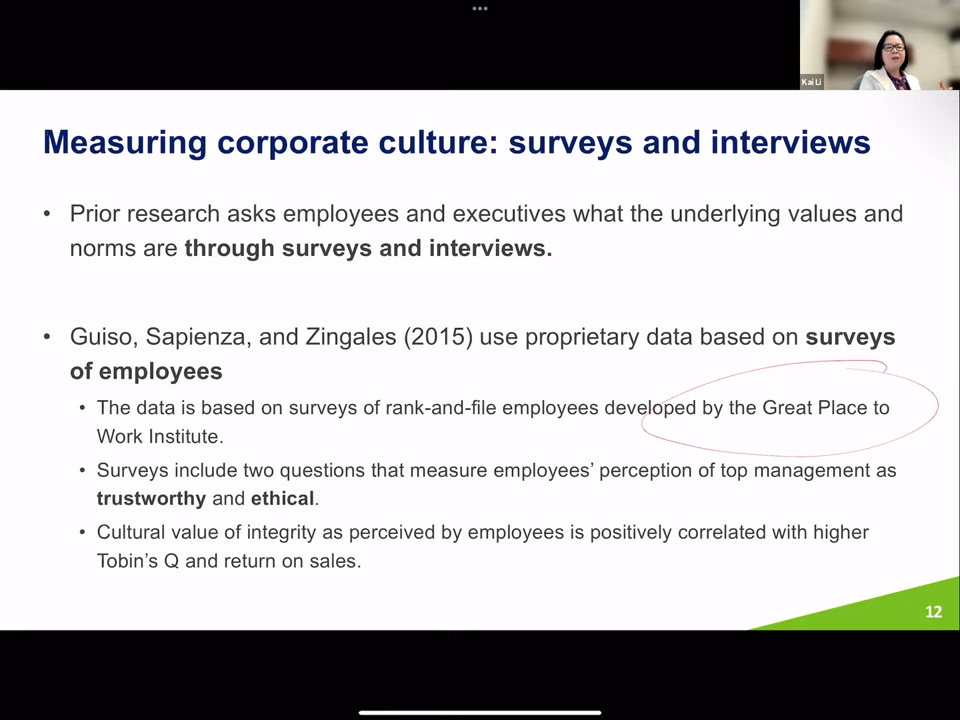 Kai Li
Measuring corporate culture: surveys and interviews
• Prior research asks employees and executives what the underlying values and
norms are through surveys and interviews.
• Guiso, Sapienza, and Zingales (2015) use proprietary data based on surveys
of employees
• The data is based on surveys of rank-and-file employees developed by the Great Place to
Work Institute.
• Surveys include two questions that measure employees’ perception of top management as
trustworthy and ethical.
• Cultural value of integrity as perceived by employees is positively correlated with higher
Tobin’s Q and return on sales.
12